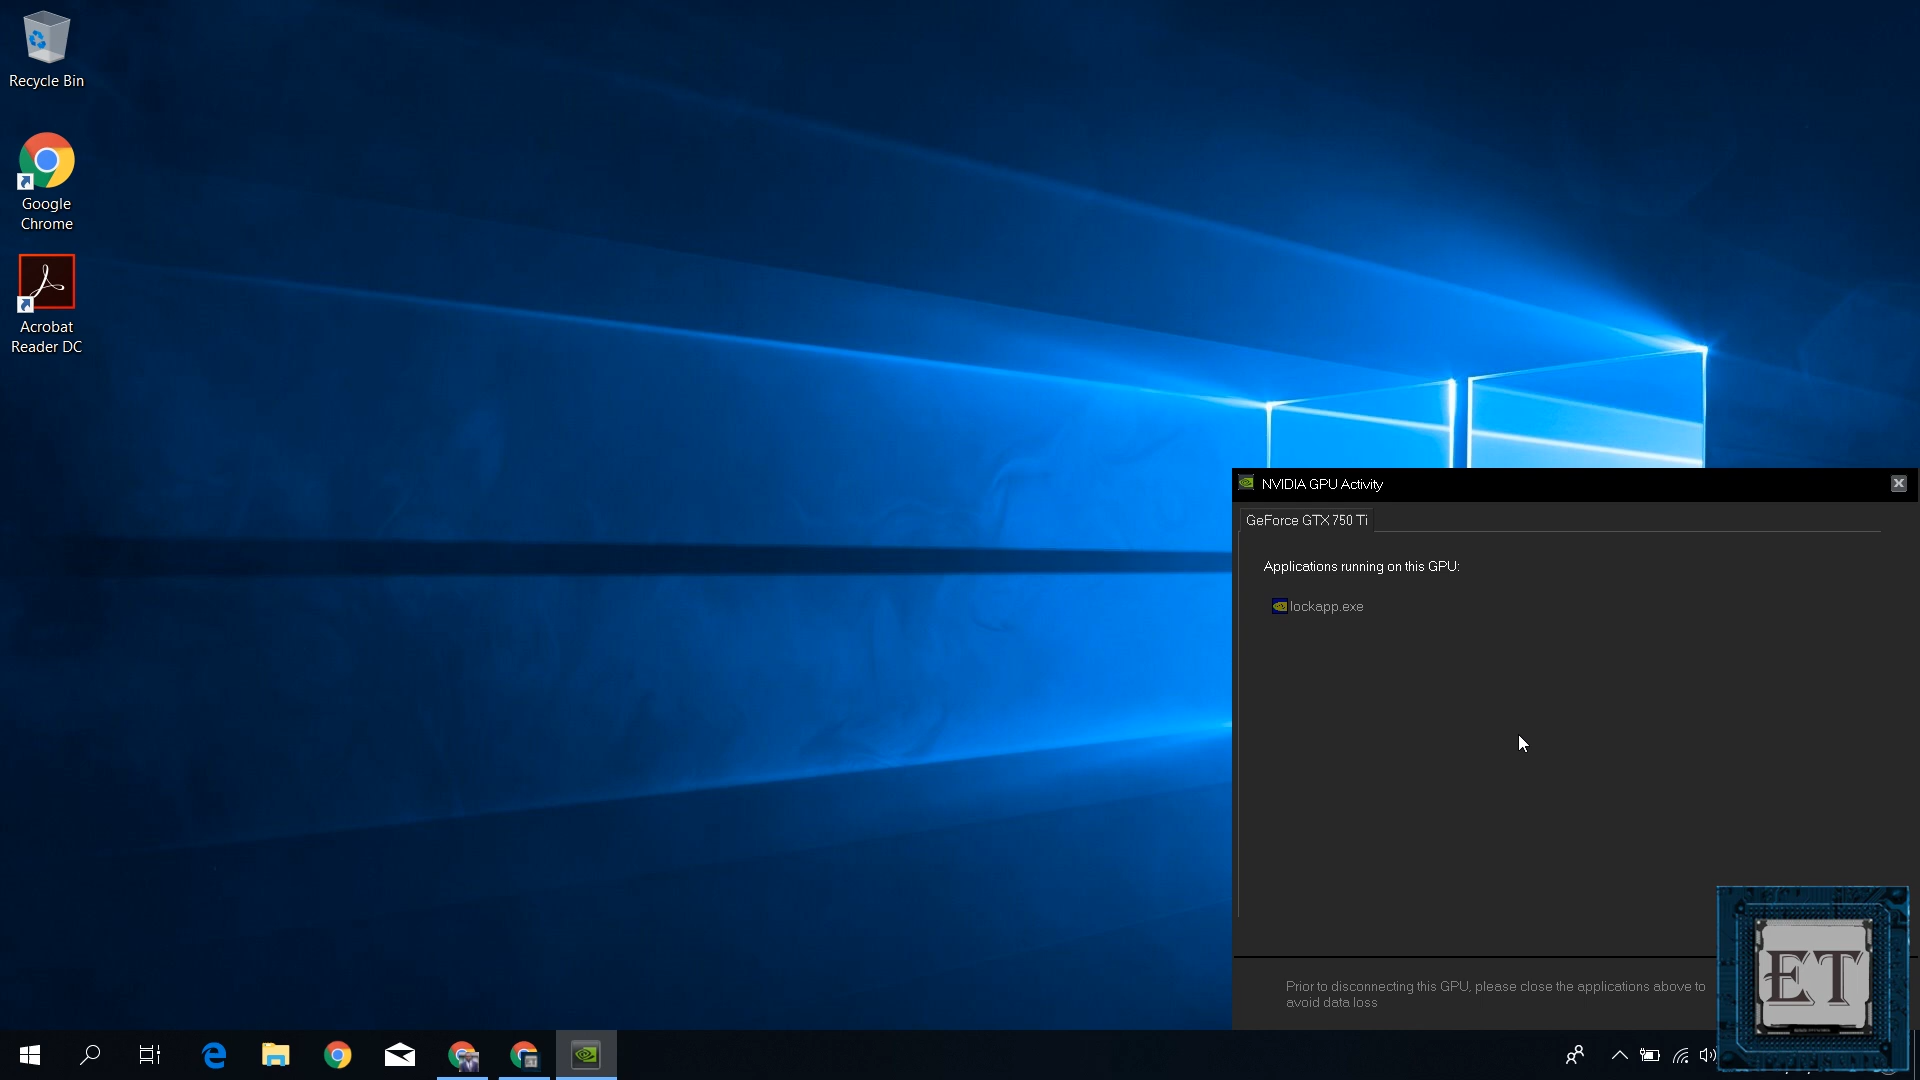 Recycle Bin
Google
Chrome
Acrobat
Reader DC
NVIDIA GPU Activity
GeForce GTX 750 Ti
Applications running on this GPU:
lockapp.exe
Prior to disconnecting this GPU, please close the applications above to
avoid data loss
ET